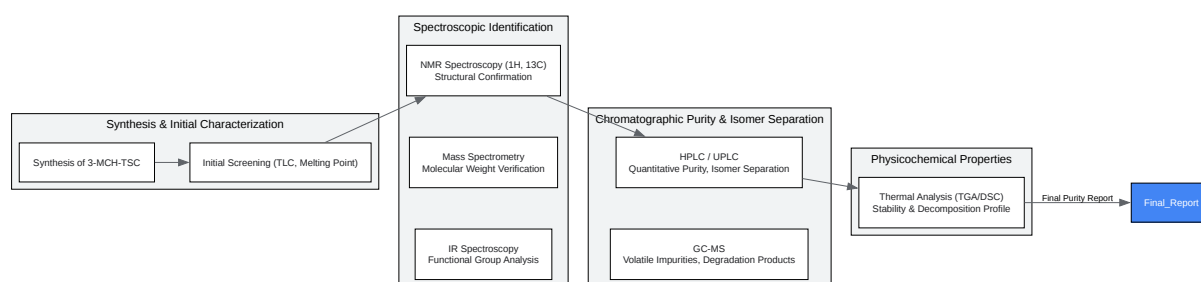 Synthesis & Initial Characterization
Synthesis of 3-MCH-TSC
Initial Screening (TLC, Melting Point)
Spectroscopic Identification
NMR Spectroscopy (1H, 13C)
Structural Confirmation
Mass Spectrometry
Molecular Weight Verification
IR Spectroscopy
Functional Group Analysis
Chromatographic Purity & Isomer Separation
HPLC / UPLC
Quantitative Purity, Isomer Separation
GC-MS
Volatile Impurities, Degradation Products
Physicochemical Properties
Thermal Analysis (TGA/DSC)
Stability & Decomposition Profile
Final Purity Report
Final_Report